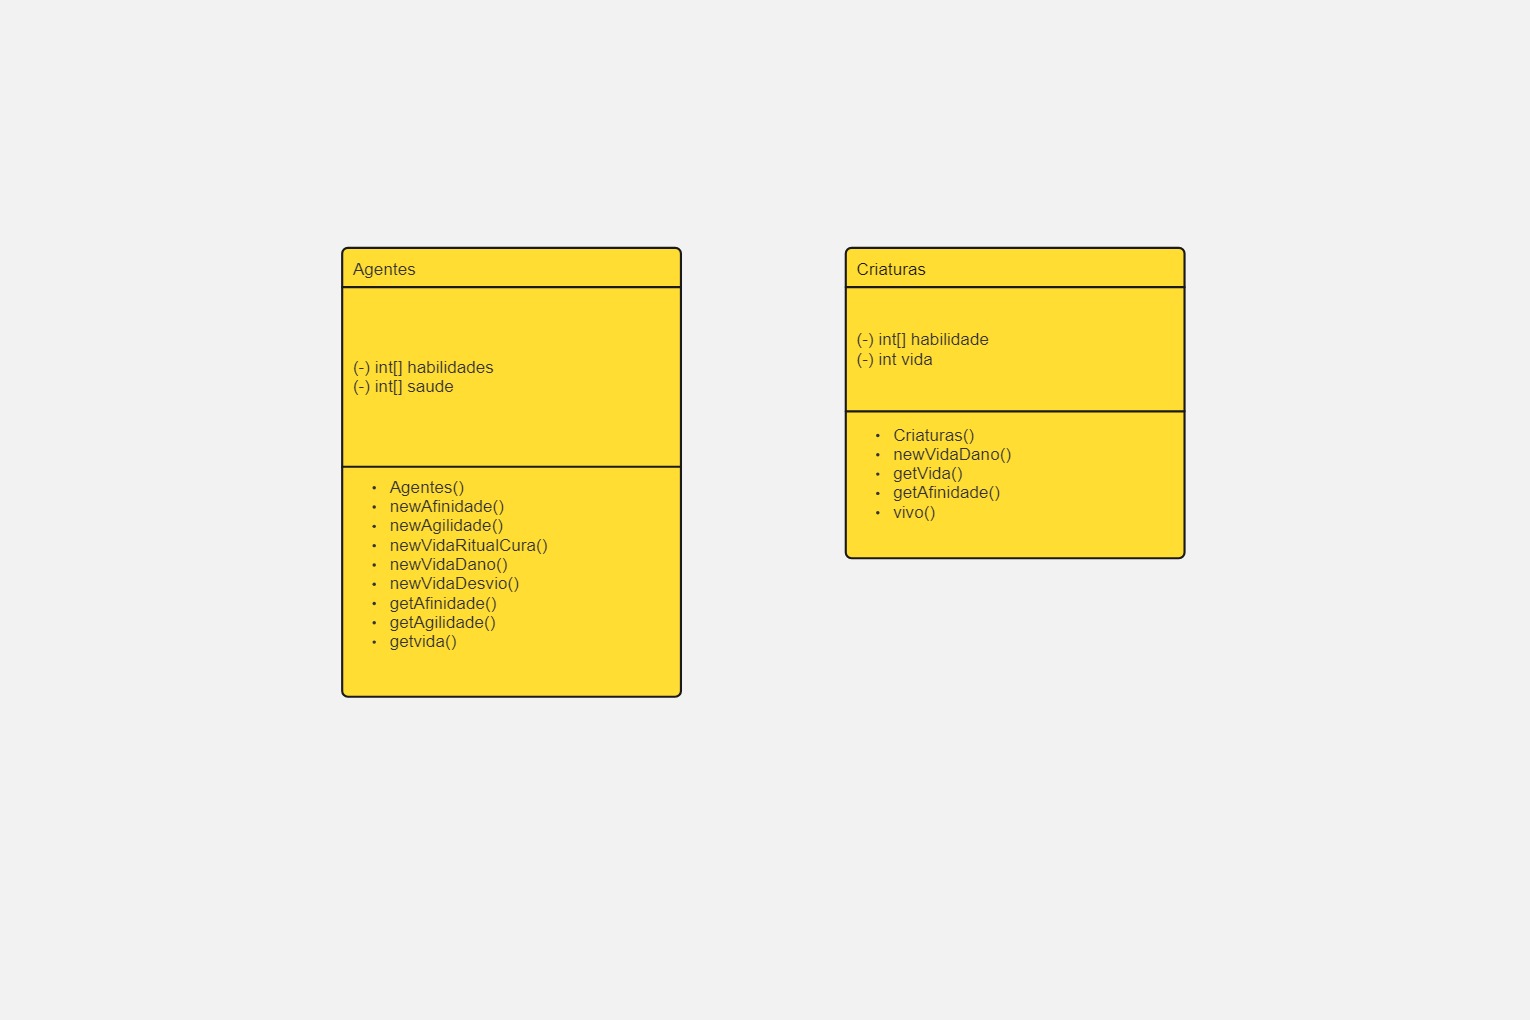 Agentes
(-) int[] habilidades
(-) int[] saude
• Agentes()
• newAfinidade()
• newAgilidade()
• newVidaRitualCura()
• newVidaDano()
• newVidaDesvio()
• getAfinidade()
• getAgilidade()
• getvida()
Criaturas
(-) int[] habilidade
(-) int vida
• Criaturas()
• newVidaDano()
• getVida()
• getAfinidade()
• vivo()